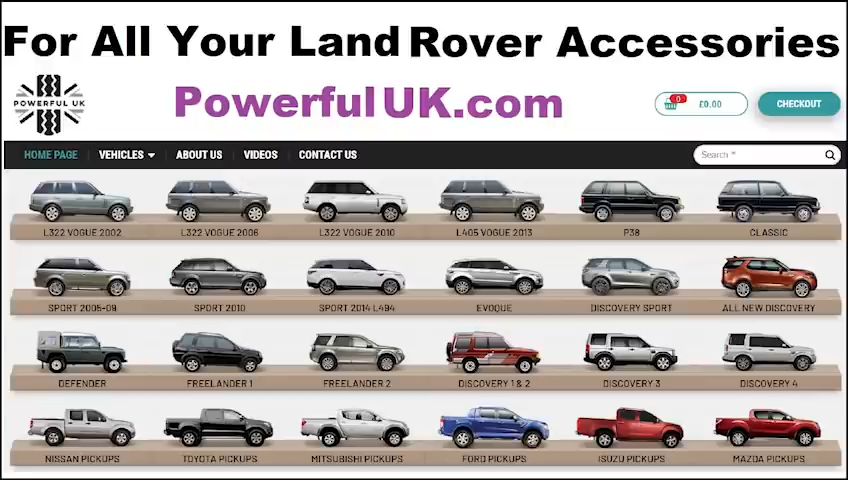 For All Your Land Rover Accessories
POWERFUL UK
PowerfulUK.com
0
£0.00
CHECKOUT
HOME PAGE
VEHICLES
ABOUT US
VIDEOS
CONTACT US
Search *
L322 VOGUE 2002
L322 VOGUE 2006
L322 VOGUE 2010
L405 VOGUE 2013
P38
CLASSIC
SPORT 2005-09
SPORT 2010
SPORT 2014 L494
EVOQUE
DISCOVERY SPORT
ALL NEW DISCOVERY
DEFENDER
FREELANDER 1
FREELANDER 2
DISCOVERY 1 & 2
DISCOVERY 3
DISCOVERY 4
NISSAN PICKUPS
TOYOTA PICKUPS
MITSUBISHI PICKUPS
FORD PICKUPS
ISUZU PICKUPS
MAZDA PICKUPS